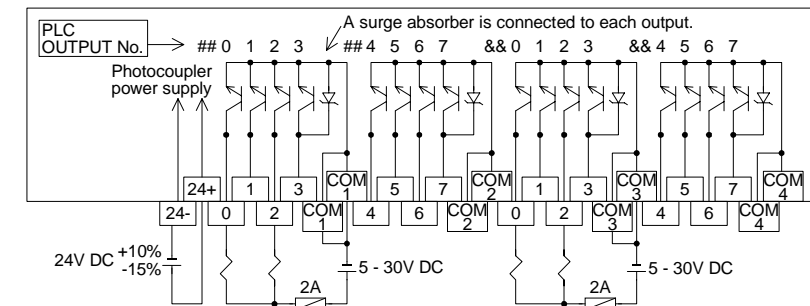 A surge absorber is connected to each output.
PLC
OUTPUT No.
## 0 1 2 3 ## 4 5 6 7 && 0 1 2 3 && 4 5 6 7
Photocoupler
power supply
24+ 1 3 COM 1 5 7 COM 2 1 3 COM 3 5 7 COM 4
24- 0 2 COM 1 4 6 COM 2 0 2 COM 3 4 6 COM 4
24V DC +10% -15%
5 - 30V DC
5 - 30V DC
2A
2A